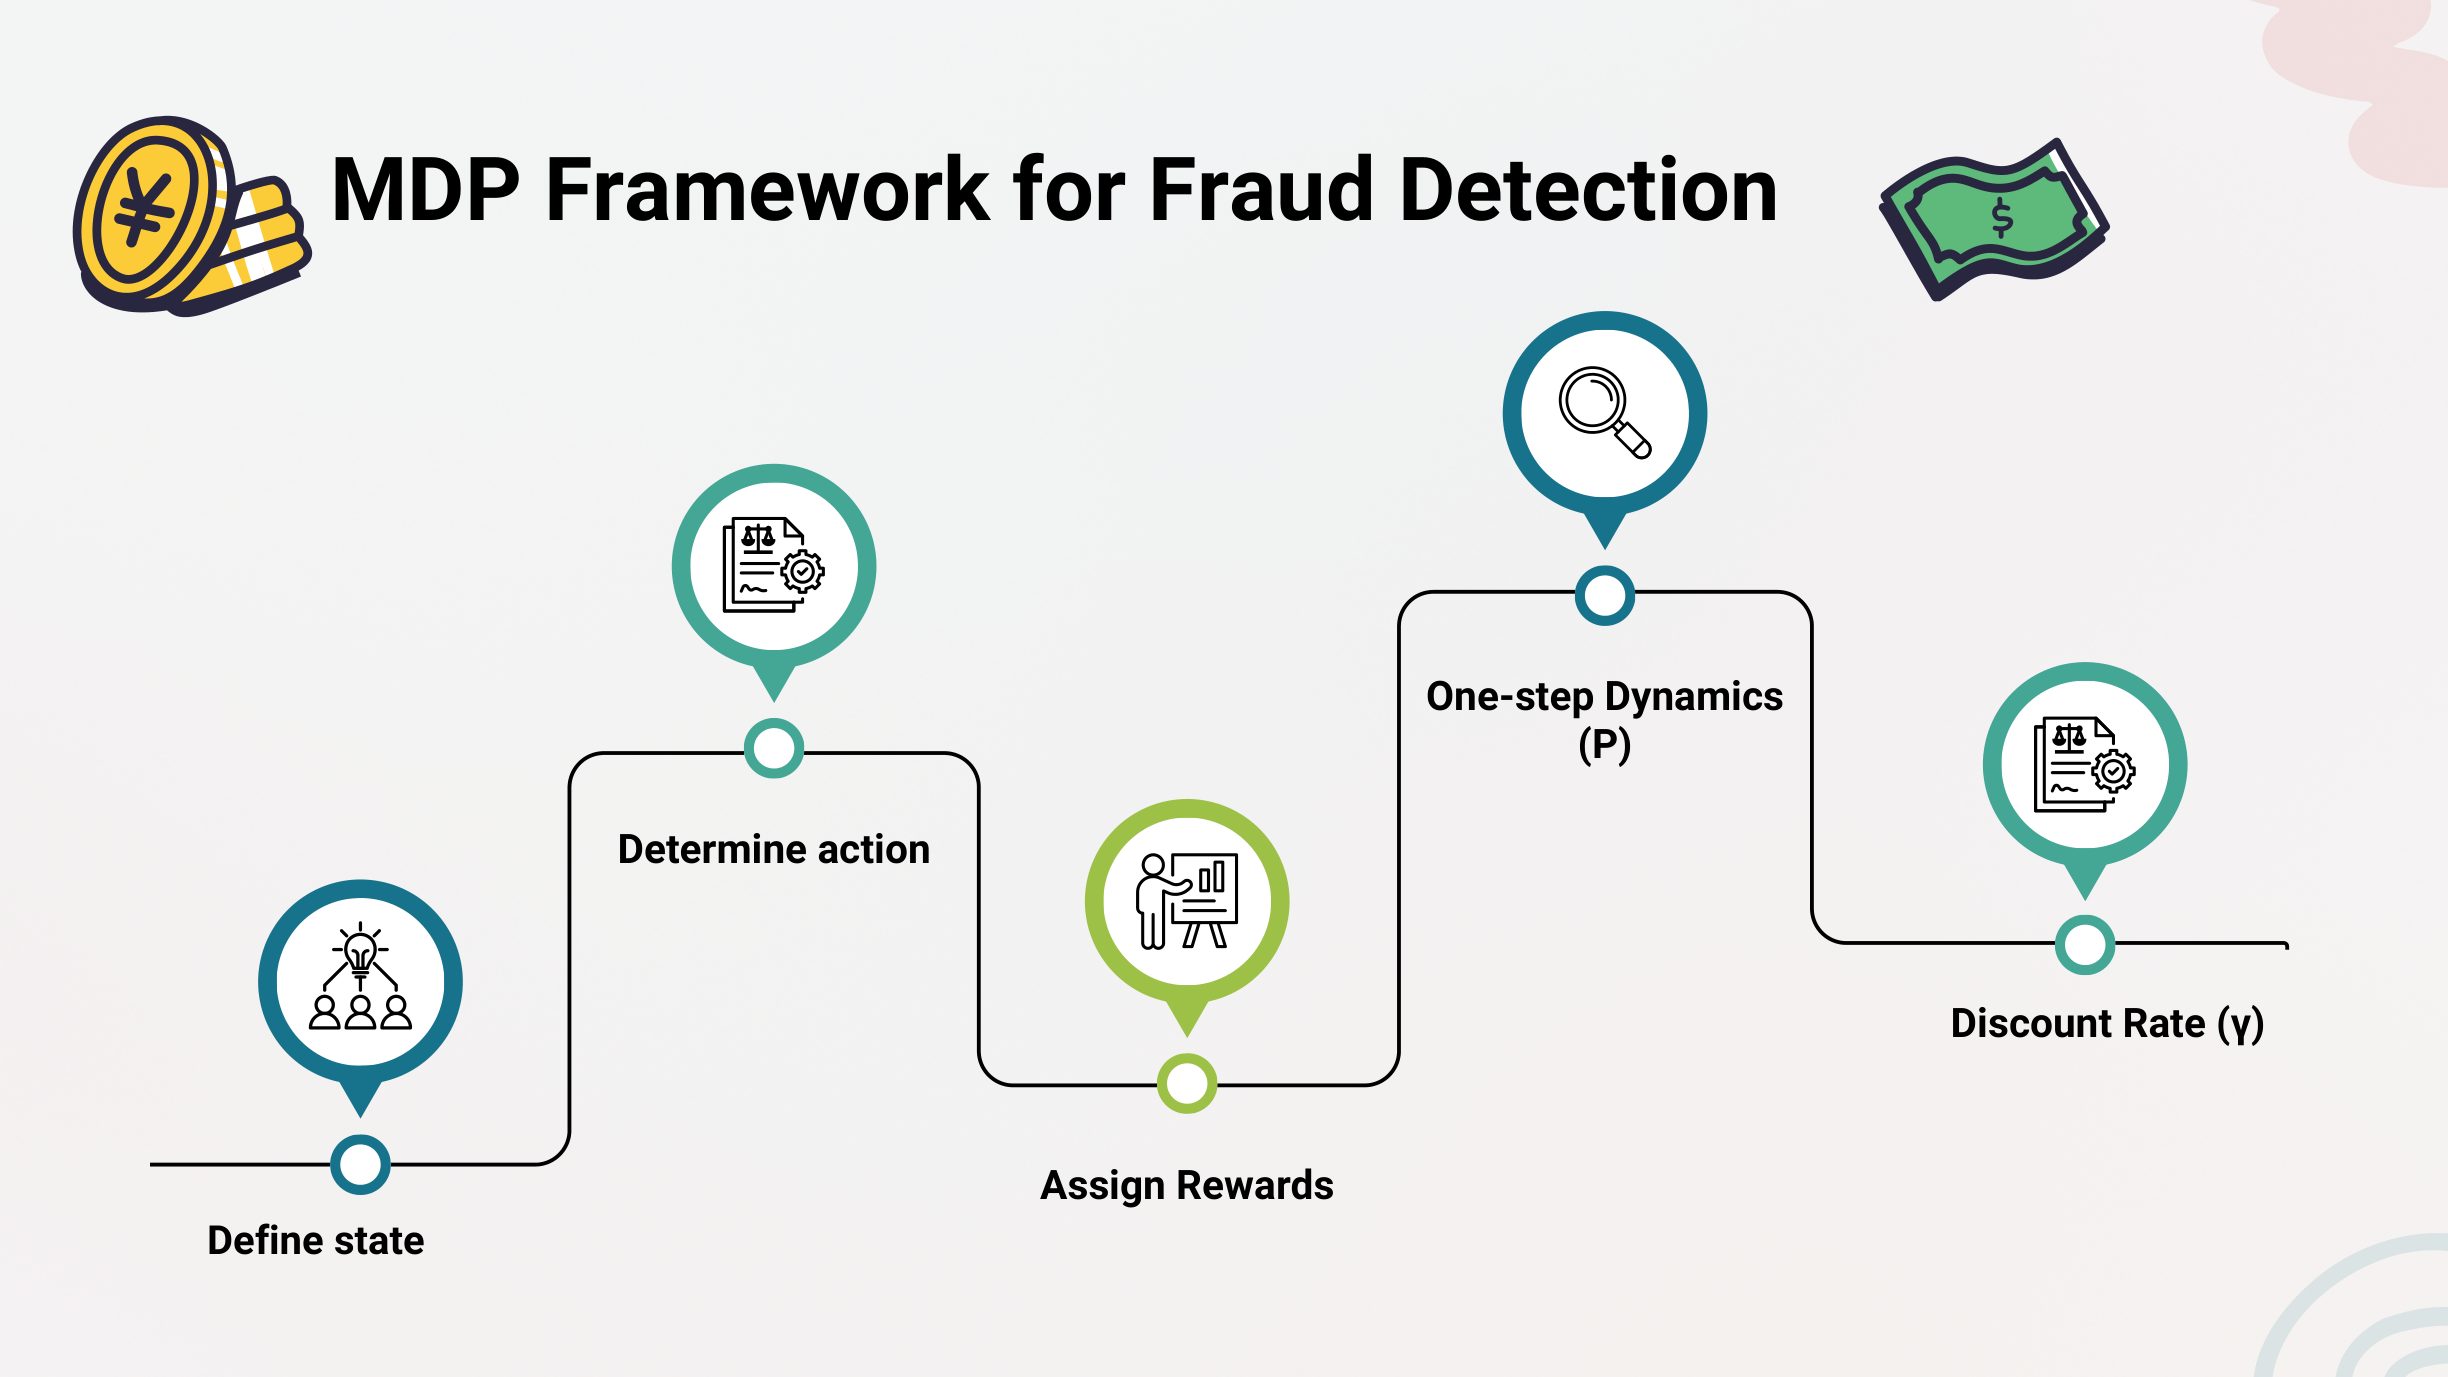 MDP Framework for Fraud Detection
Define state
Determine action
Assign Rewards
One-step Dynamics
(P)
Discount Rate (γ)